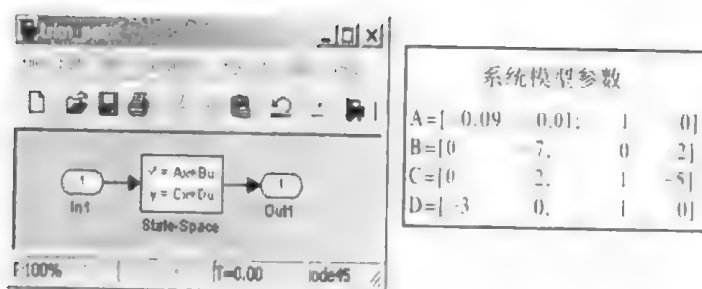 1
In1
x' = Ax+Bu
y = Cx+Du
State-Space
1
Out1
100%
T=0.00
ode45
系统模型参数
A=[ 0.09 0.01; 1 0]
B=[0 7, 0 -2]
C=[0 2, 1 -5]
D=[ -3 0, 1 0]